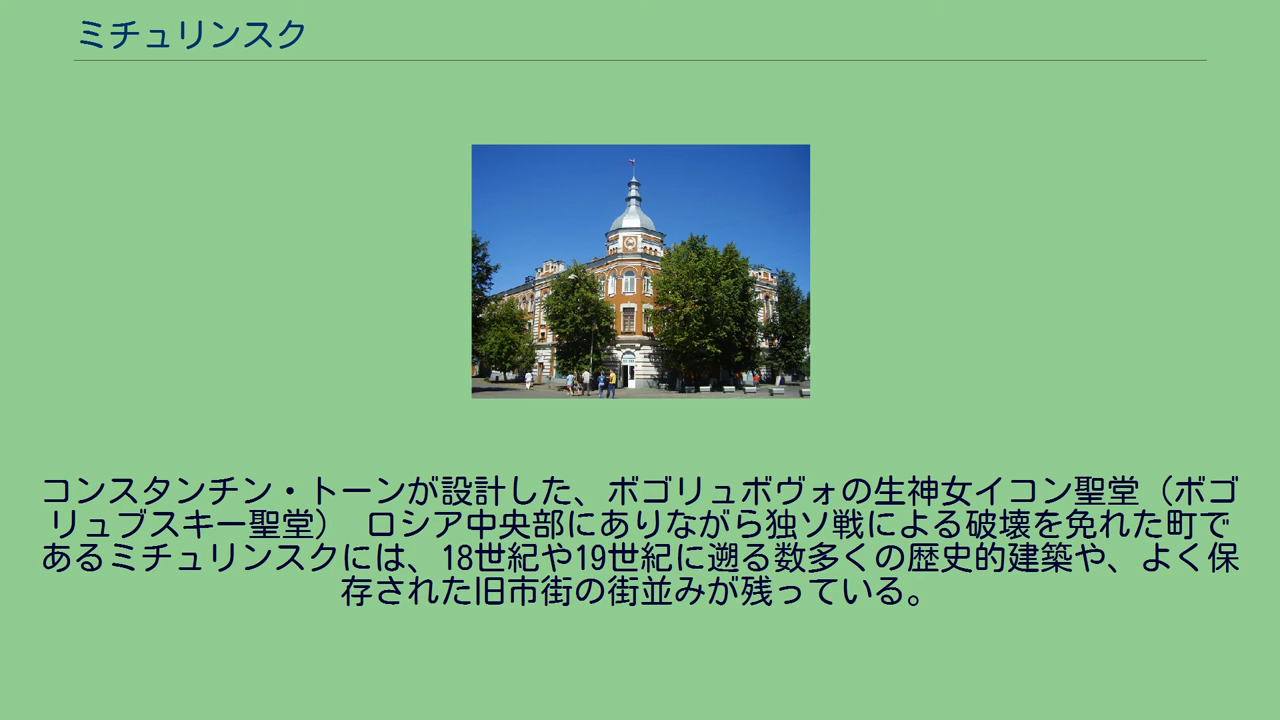 ミチュリンスク
コンスタンチン・トーンが設計した、ボゴリュボヴォの生神女イコン聖堂（ボゴ
リュブスキー聖堂） ロシア中央部にありながら独ソ戦による破壊を免れた町で
あるミチュリンスクには、18世紀や19世紀に遡る数多くの歴史的建築や、よく保
存された旧市街の街並みが残っている。